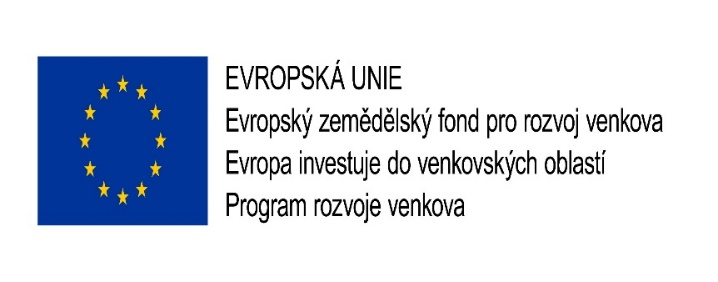 EVROPSKÁ UNIE
Evropský zemědělský fond pro rozvoj venkova
Evropa investuje do venkovských oblastí
Program rozvoje venkova